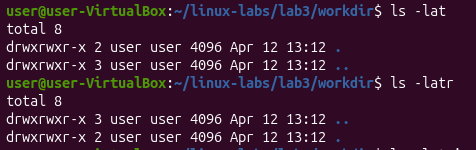 user@user-VirtualBox:~/linux-labs/lab3/workdir$ ls -lat
total 8
drwxrwxr-x 2 user user 4096 Apr 12 13:12 .
drwxrwxr-x 3 user user 4096 Apr 12 13:12 ..
user@user-VirtualBox:~/linux-labs/lab3/workdir$ ls -latr
total 8
drwxrwxr-x 3 user user 4096 Apr 12 13:12 ..
drwxrwxr-x 2 user user 4096 Apr 12 13:12 .